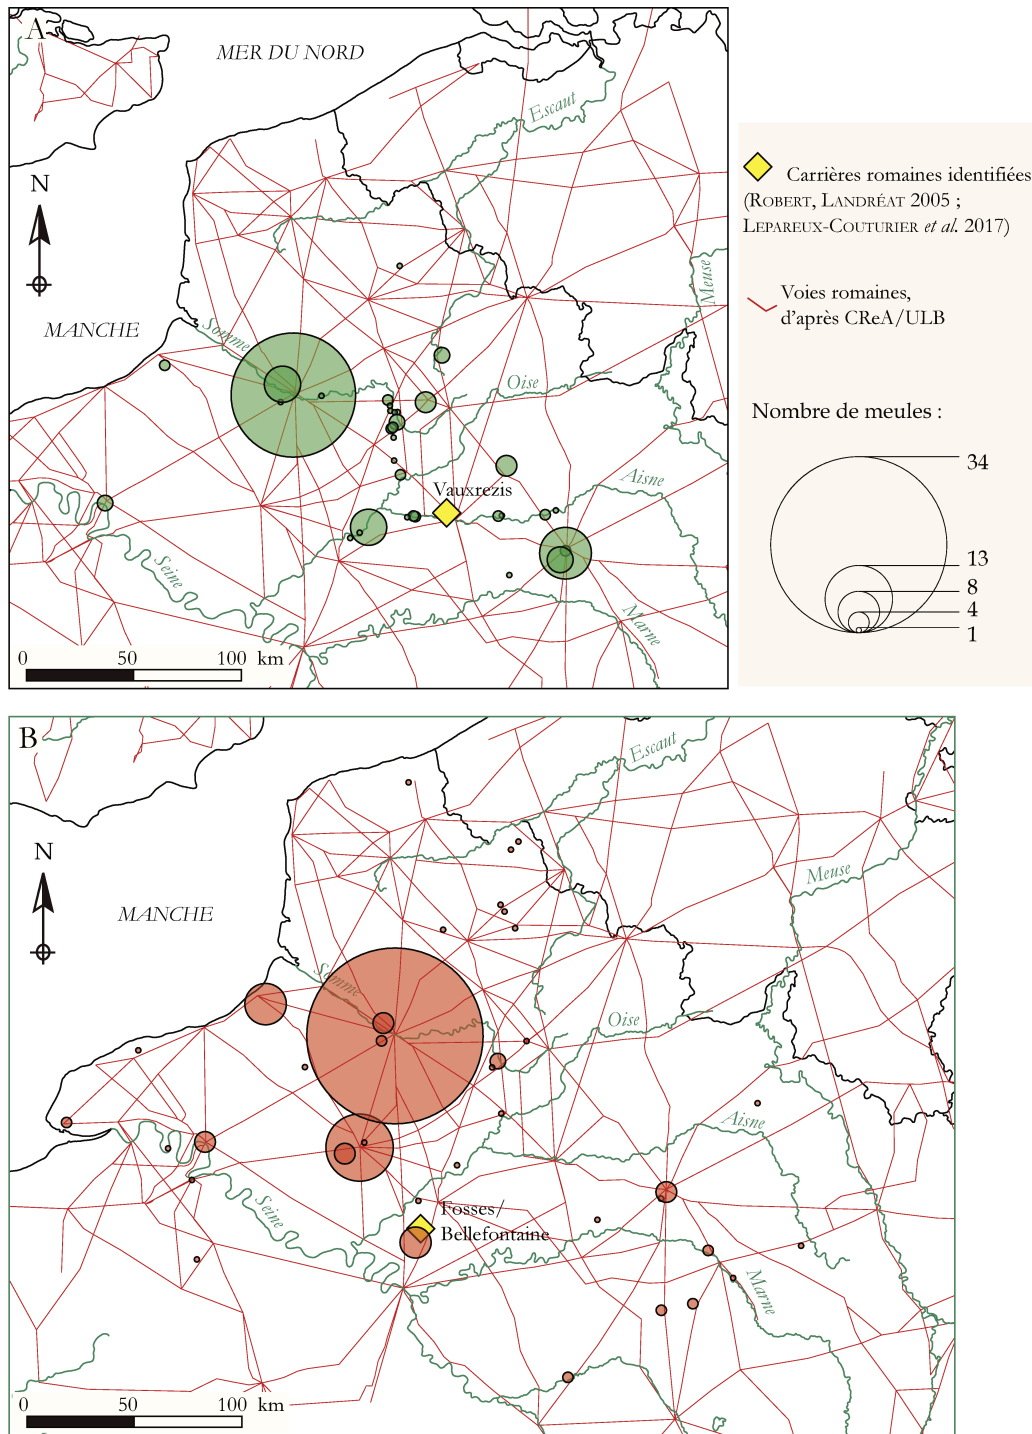 A
MER DU NORD
Escaut
N
Meuse
MANCHE
Somme
Oise
Vauxrezis
Aisne
Seine
Marne
0 50 100 km
Carrières romaines identifiées
(Robert, Landréat 2005 ;
Lepareux-Couturier et al. 2017)
Voies romaines,
d'après CReA/ULB
Nombre de meules :
34
13
8
4
1
B
Escaut
N
Meuse
MANCHE
Somme
Oise
Aisne
Seine
Fosses/
Bellefontaine
Marne
0 50 100 km